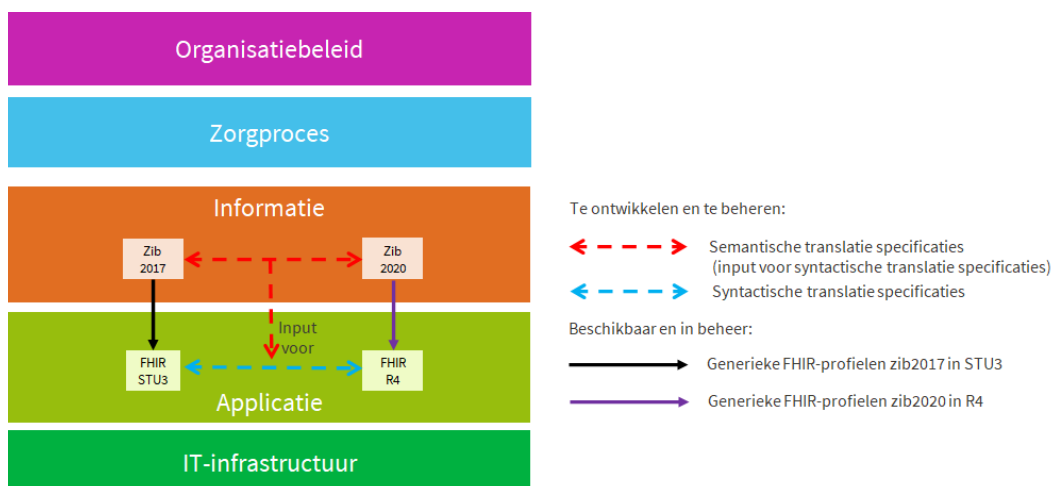 Organisatiebeleid
Zorgproces
Informatie
Zib
2017
Zib
2020
Input
voor
FHIR
STU3
FHIR
R4
Applicatie
IT-infrastructuur
Te ontwikkelen en te beheren:
Semantische translatie specificaties
(input voor syntactische translatie specificaties)
Syntactische translatie specificaties
Beschikbaar en in beheer:
Generieke FHIR-profielen zib2017 in STU3
Generieke FHIR-profielen zib2020 in R4